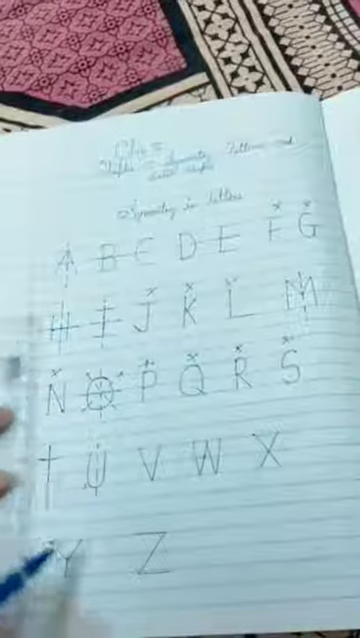 Symmetry in letters
A B C D E F G
H I J K L M
N O P Q R S
T U V W X
Y Z